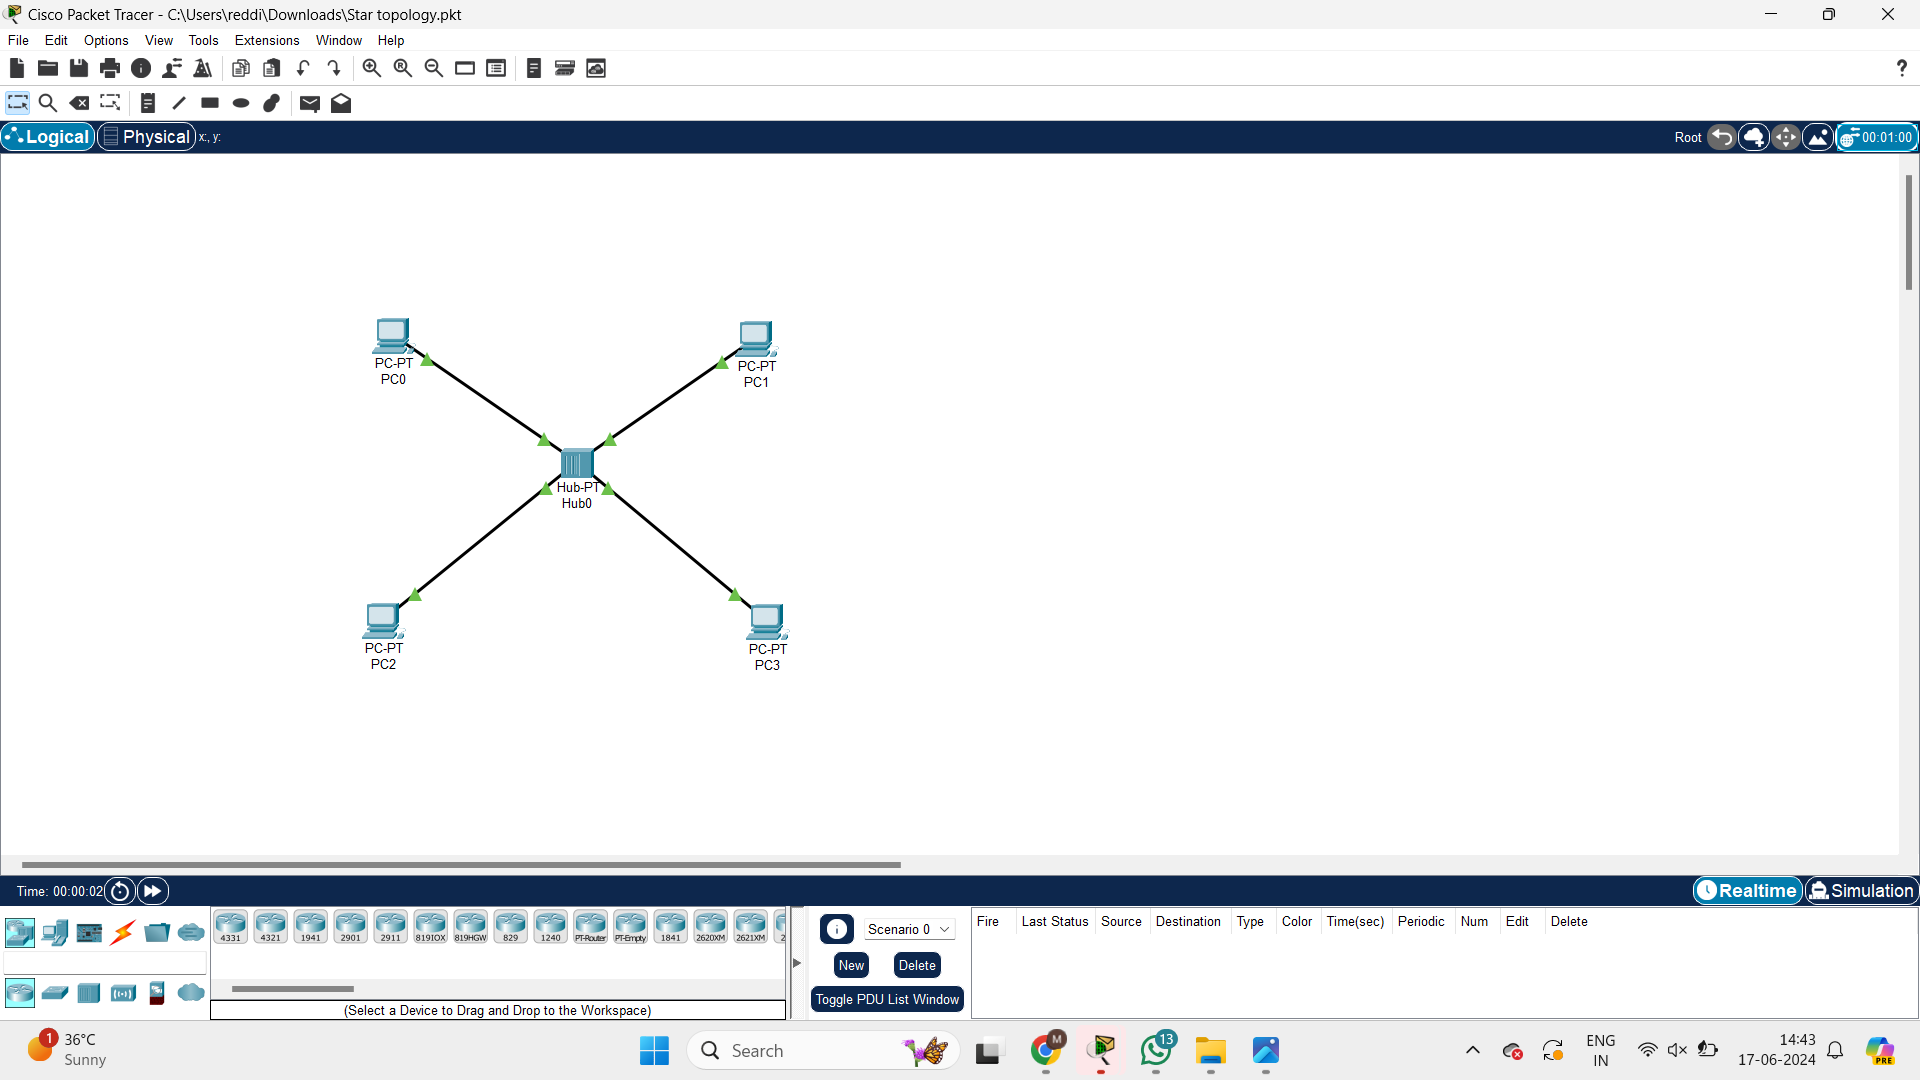 Cisco Packet Tracer - C:\Users\reddi\Downloads\Star topology.pkt
File Edit Options View Tools Extensions Window Help
?
Logical Physical x:, y: Root 00:01:00
PC-PT
PC0
PC-PT
PC1
Hub-PT
Hub0
PC-PT
PC2
PC-PT
PC3
Time: 00:00:02 Realtime Simulation
4331 4321 1941 2901 2911 819IOX 819HGW 829 1240 PT-Router PT-Empty 1841 2620XM 2621XM 2
(Select a Device to Drag and Drop to the Workspace)
Scenario 0
New Delete
Toggle PDU List Window
Fire Last Status Source Destination Type Color Time(sec) Periodic Num Edit Delete
1 36°C
Sunny
Search
M
13
PRE
ENG
IN
14:43
17-06-2024